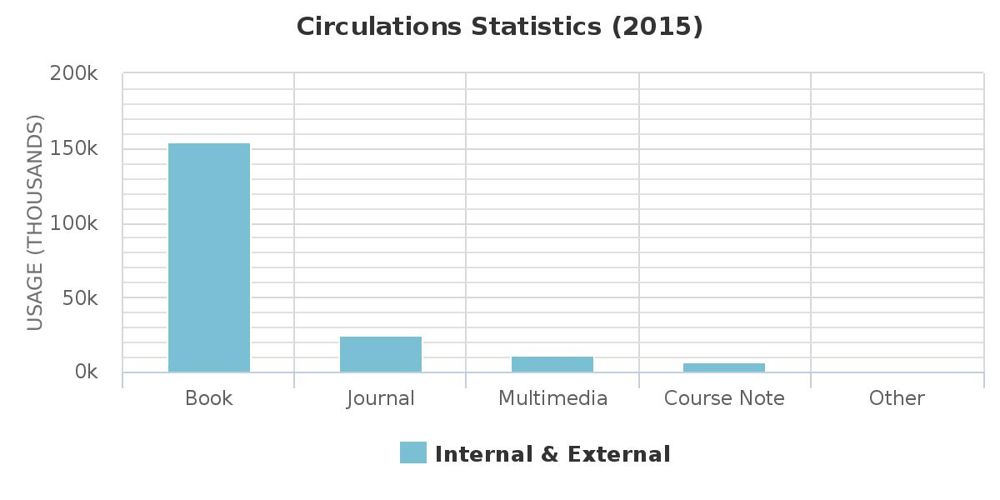 Circulations Statistics (2015)
USAGE (THOUSANDS)
200k
150k
100k
50k
0k
Book Journal Multimedia Course Note Other
Internal & External